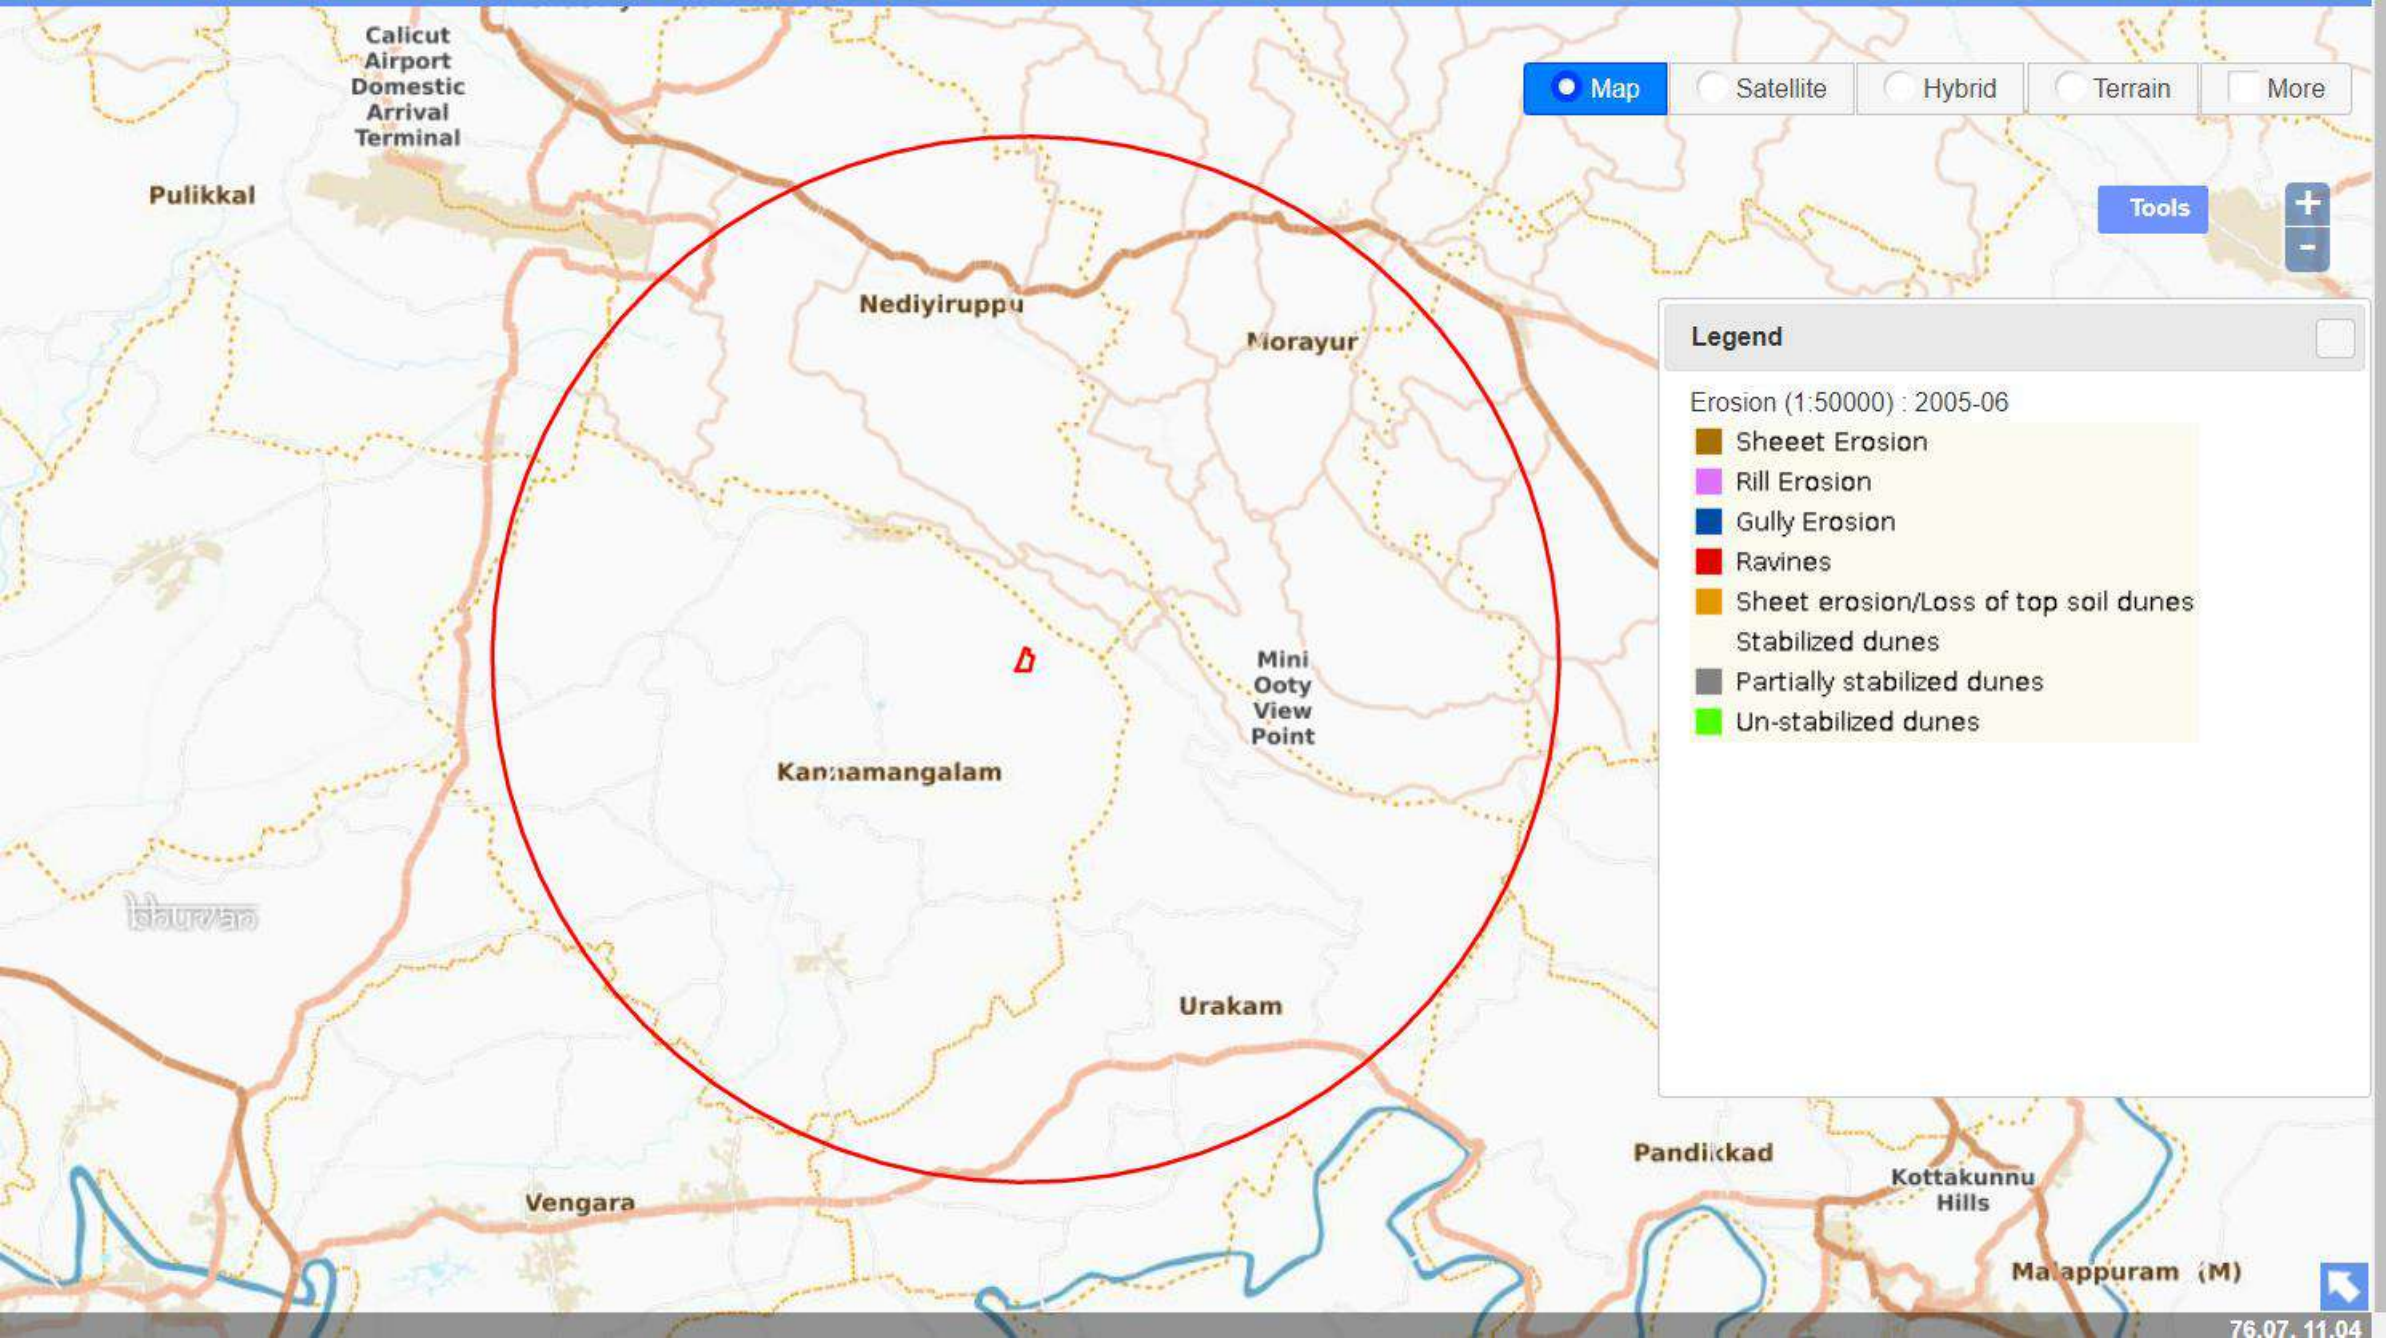 Calicut
Airport
Domestic
Arrival
Terminal
Map
Satellite
Hybrid
Terrain
More
Pulikkal
Tools
+
-
Nediyiruppu
Morayur
Legend
Erosion (1:50000) : 2005-06
Sheeet Erosion
Rill Erosion
Gully Erosion
Ravines
Sheet erosion/Loss of top soil dunes
Stabilized dunes
Partially stabilized dunes
Un-stabilized dunes
Mini
Ooty
View
Point
Kannamangalam
bhuvan
Urakam
Vengara
Pandikkad
Kottakunnu
Hills
Malappuram (M)
76.07, 11.04